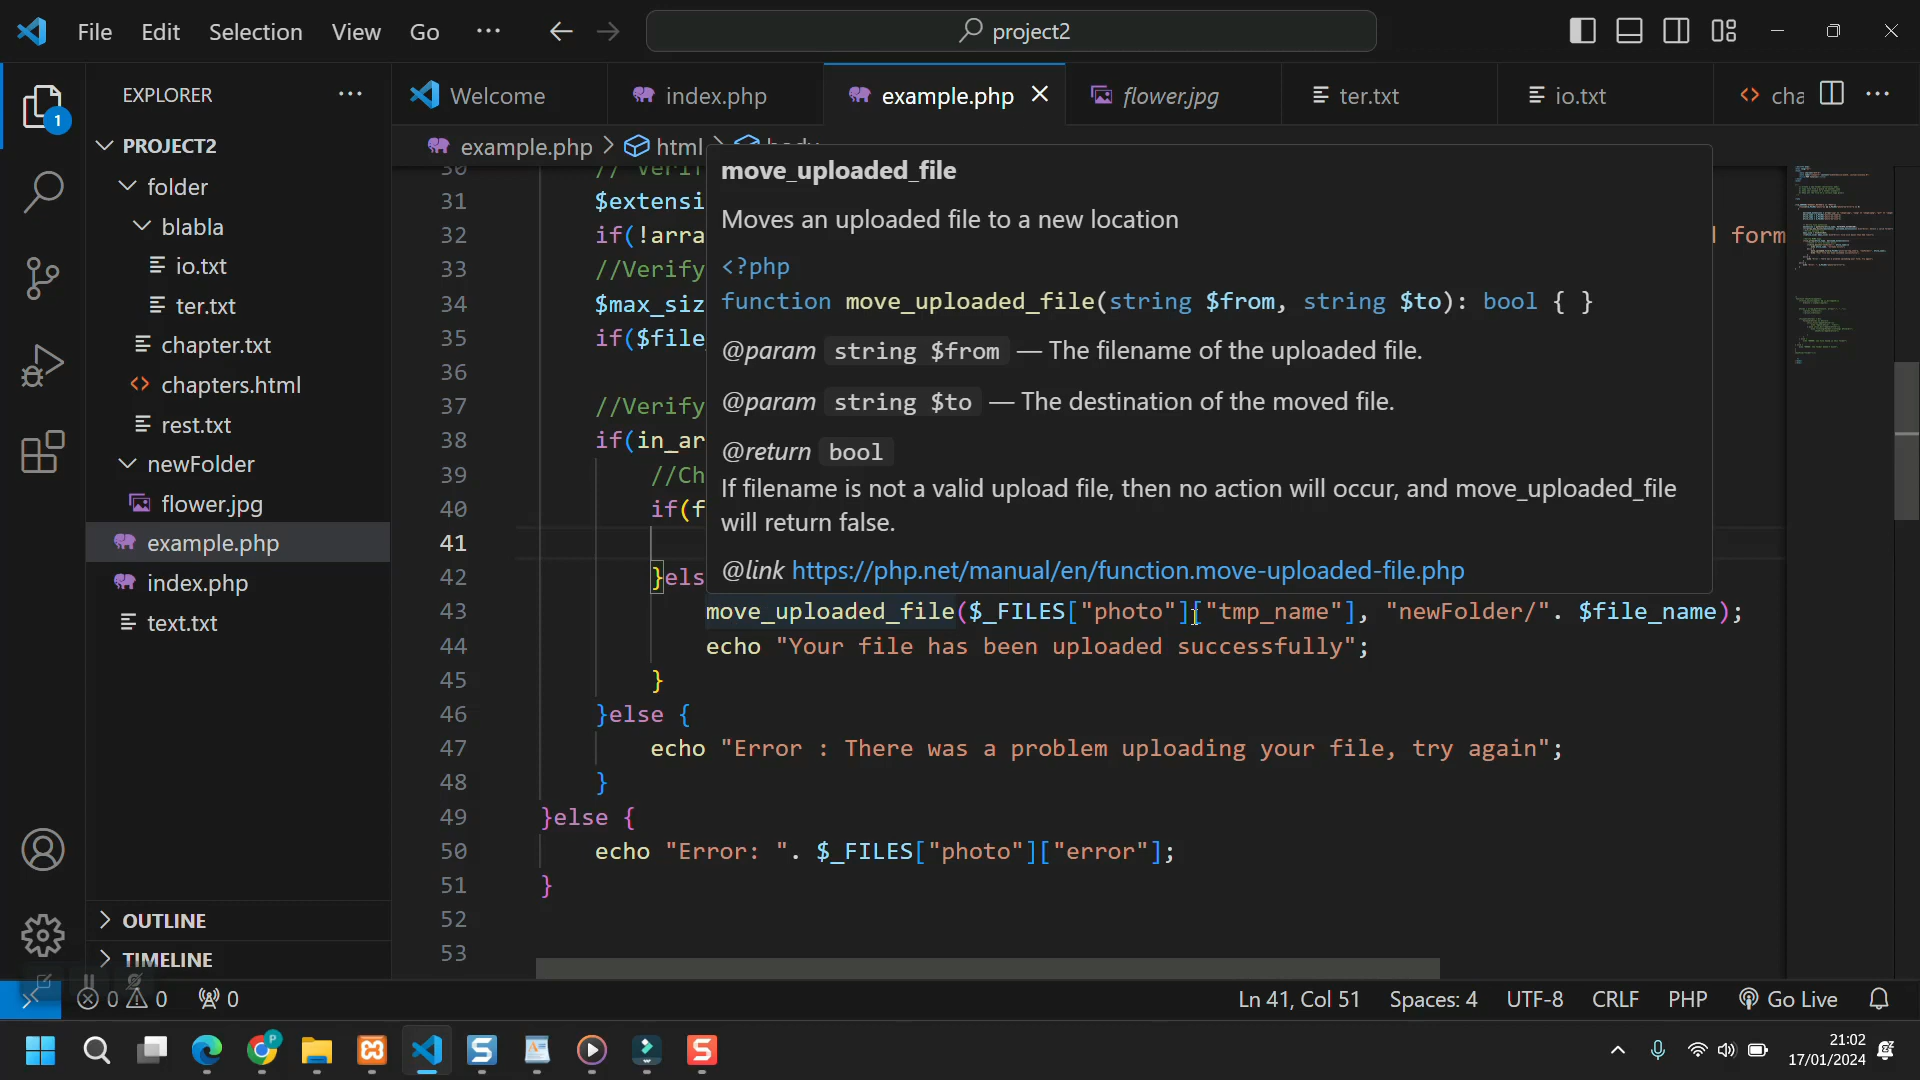 File Edit Selection View Go ··· project2
EXPLORER ···
1
PROJECT2
folder
blabla
io.txt
ter.txt
chapter.txt
chapters.html
rest.txt
newFolder
flower.jpg
example.php
index.php
text.txt
OUTLINE
TIMELINE
Welcome index.php example.php flower.jpg ter.txt io.txt cha ···
example.php > html > body
move_uploaded_file
Moves an uploaded file to a new location
<?php
function move_uploaded_file(string $from, string $to): bool { }
@param string $from — The filename of the uploaded file.
@param string $to — The destination of the moved file.
@return bool
If filename is not a valid upload file, then no action will occur, and move_uploaded_file
will return false.
@link https://php.net/manual/en/function.move-uploaded-file.php
30 // Verif
31 $extensi
32 if(!arra form
33 //Verify
34 $max_siz
35 if($file_
36
37 //Verify
38 if(in_ar
39 //Ch
40 if(f
41
42 }els
43 move_uploaded_file($_FILES["photo"]["tmp_name"], "newFolder/". $file_name);
44 echo "Your file has been uploaded successfully";
45 }
46 }else {
47 echo "Error : There was a problem uploading your file, try again";
48 }
49 }else {
50 echo "Error: ". $_FILES["photo"]["error"];
51 }
52
53
0 0 0 Ln 41, Col 51 Spaces: 4 UTF-8 CRLF PHP Go Live
P
21:02
17/01/2024